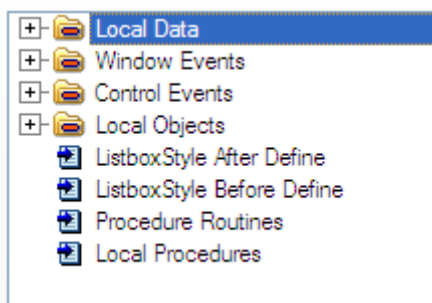 Local Data
Window Events
Control Events
Local Objects
ListboxStyle After Define
ListboxStyle Before Define
Procedure Routines
Local Procedures